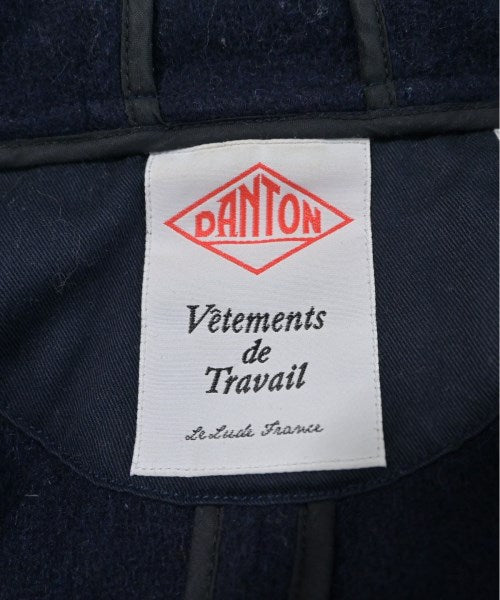 DANTON
Vêtements
de
Travail
Le Lude France